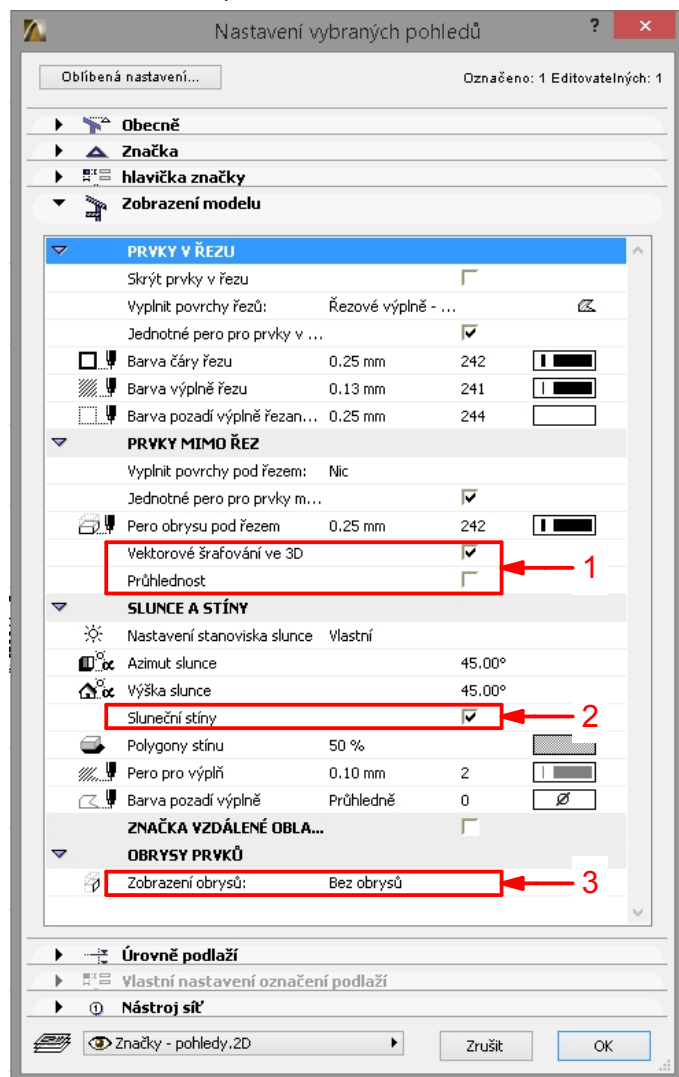 Nastavení vybraných pohledů ? ×
Oblíbená nastavení... Označeno: 1 Editovatelných: 1
Obecně
Značka
hlavička značky
Zobrazení modelu
PRVKY V ŘEZU
Skrýt prvky v řezu
Vyplnit povrchy řezů: Řezové výplně - ...
Jednotné pero pro prvky v ...
Barva čáry řezu 0.25 mm 242
Barva výplně řezu 0.13 mm 241
Barva pozadí výplně řezan... 0.25 mm 244
PRVKY MIMO ŘEZ
Vyplnit povrchy pod řezem: Nic
Jednotné pero pro prvky m...
Pero obrysu pod řezem 0.25 mm 242
Vektorové šrafování ve 3D
1
Průhlednost
SLUNCE A STÍNY
Nastavení stanoviska slunce Vlastní
Azimut slunce 45.00°
Výška slunce 45.00°
Sluneční stíny 2
Polygony stínu 50 %
Pero pro výplň 0.10 mm 2
Barva pozadí výplně Průhledně 0
ZNAČKA VZDÁLENÉ OBLA...
OBRYSY PRVKŮ
Zobrazení obrysů: Bez obrysů 3
Úrovně podlaží
Vlastní nastavení označení podlaží
Nástroj síť
Značky - pohledy.2D Zrušit OK